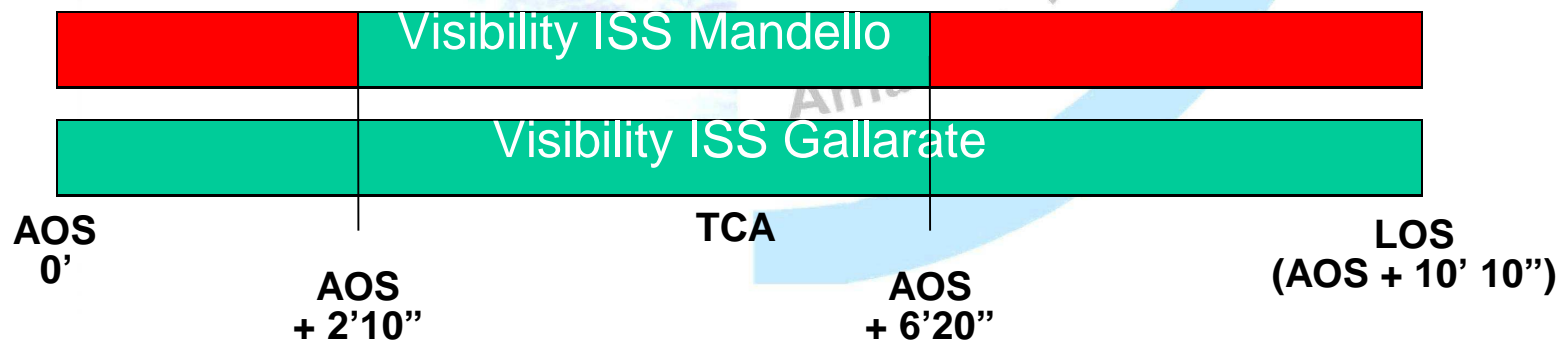 Visibility ISS Mandello
Visibility ISS Gallarate
AOS
0’
AOS
+ 2’10”
TCA
AOS
+ 6’20”
LOS
(AOS + 10’ 10”)